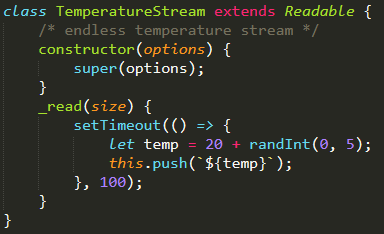 class TemperatureStream extends Readable {
    /* endless temperature stream */
    constructor(options) {
        super(options);
    }
    _read(size) {
        setTimeout(() => {
            let temp = 20 + randInt(0, 5);
            this.push(`${temp}`);
        }, 100);
    }
}